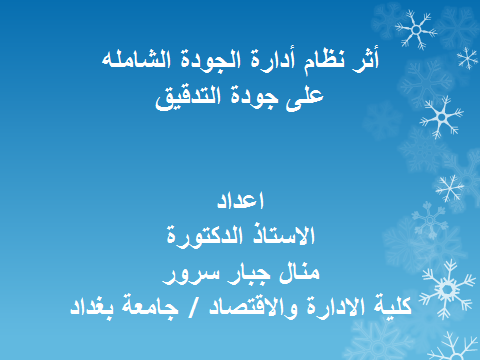 أثر نظام أدارة الجودة الشامله
على جودة التدقيق
اعداد
الاستاذ الدكتورة
منال جبار سرور
كلية الادارة والاقتصاد / جامعة بغداد